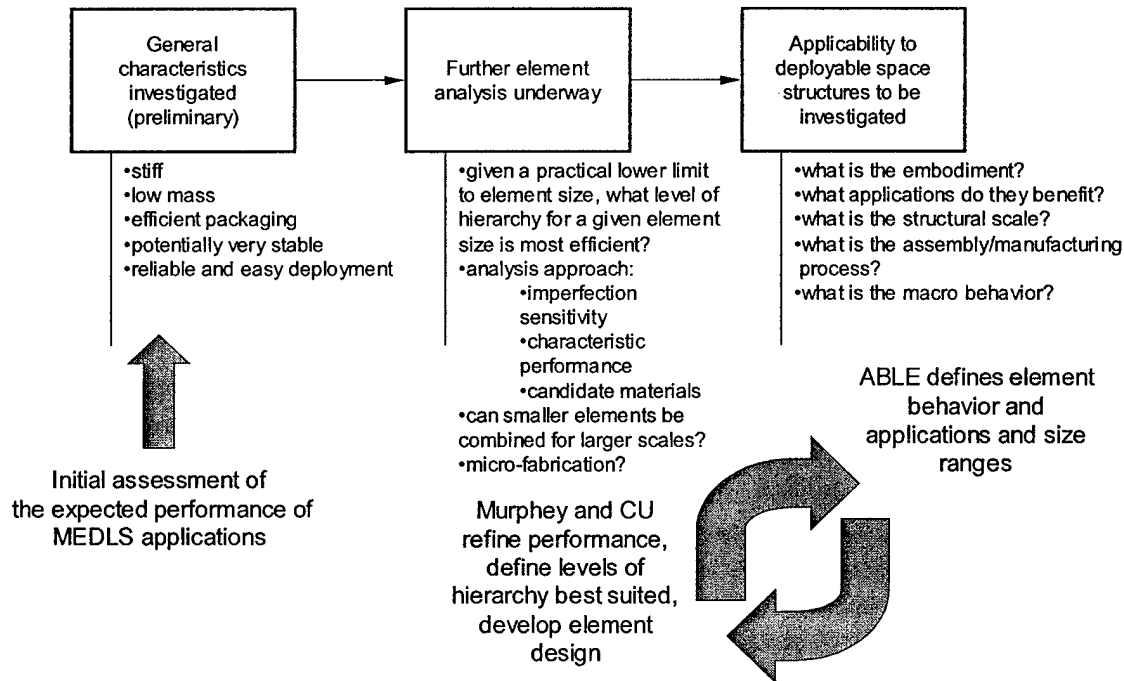 General
characteristics
investigated
(preliminary)
Further element
analysis underway
Applicability to
deployable space
structures to be
investigated
•stiff
•low mass
•efficient packaging
•potentially very stable
•reliable and easy deployment
•given a practical lower limit
to element size, what level of
hierarchy for a given element
size is most efficient?
•analysis approach:
•imperfection
sensitivity
•characteristic
performance
•candidate materials
•can smaller elements be
combined for larger scales?
•micro-fabrication?
•what is the embodiment?
•what applications do they benefit?
•what is the structural scale?
•what is the assembly/manufacturing
process?
•what is the macro behavior?
Initial assessment of
the expected performance of
MEDLS applications
Murphey and CU
refine performance,
define levels of
hierarchy best suited,
develop element
design
ABLE defines element
behavior and
applications and size
ranges